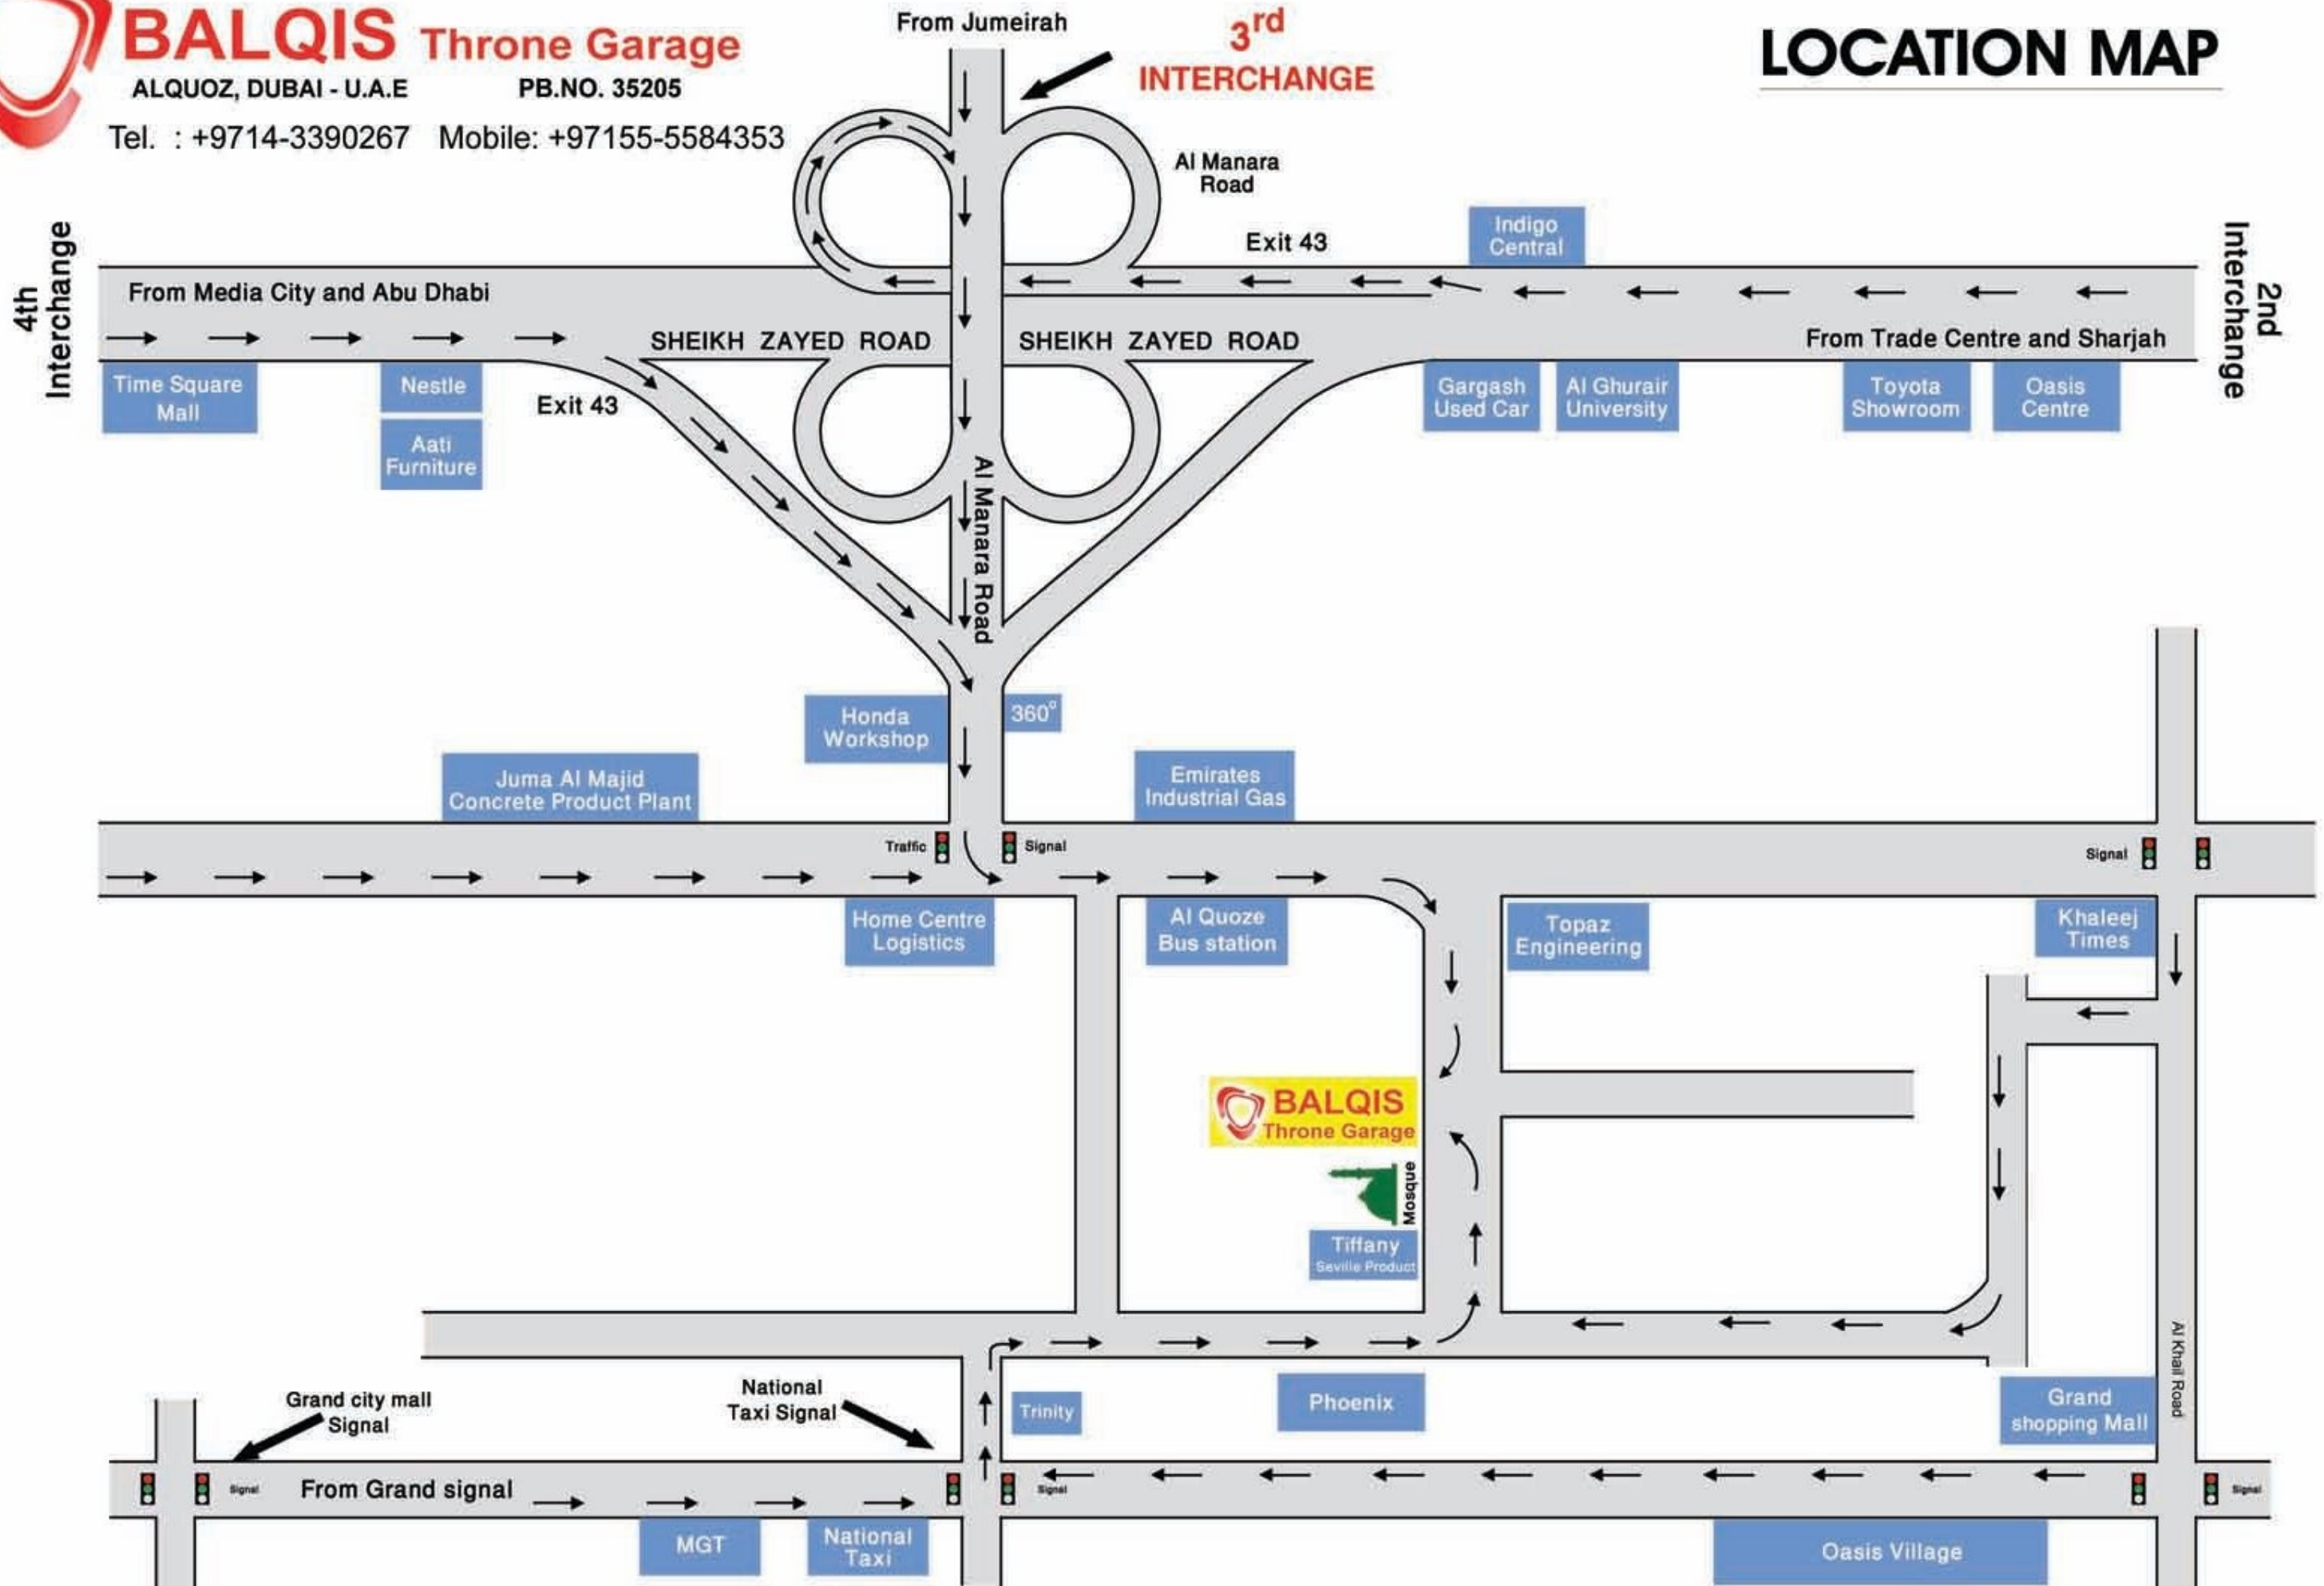 BALQIS Throne Garage
ALQUOZ, DUBAI - U.A.E PB.NO. 35205
Tel. : +9714-3390267 Mobile: +97155-5584353
From Jumeirah
3rd
INTERCHANGE
LOCATION MAP
Al Manara
Road
4th
Interchange
2nd
Interchange
Exit 43
Indigo
Central
From Media City and Abu Dhabi
SHEIKH ZAYED ROAD
SHEIKH ZAYED ROAD
From Trade Centre and Sharjah
Time Square
Mall
Nestle
Aati
Furniture
Exit 43
Gargash
Used Car
Al Ghurair
University
Toyota
Showroom
Oasis
Centre
Al Manara Road
Honda
Workshop
360°
Juma Al Majid
Concrete Product Plant
Emirates
Industrial Gas
Traffic
Signal
Signal
Home Centre
Logistics
Al Quoze
Bus station
Topaz
Engineering
Khaleej
Times
BALQIS
Throne Garage
Mosque
Tiffany
Seville Product
Al Khail Road
Grand city mall
Signal
National
Taxi Signal
Trinity
Phoenix
Grand
shopping Mall
Signal
From Grand signal
Signal
Signal
MGT
National
Taxi
Oasis Village